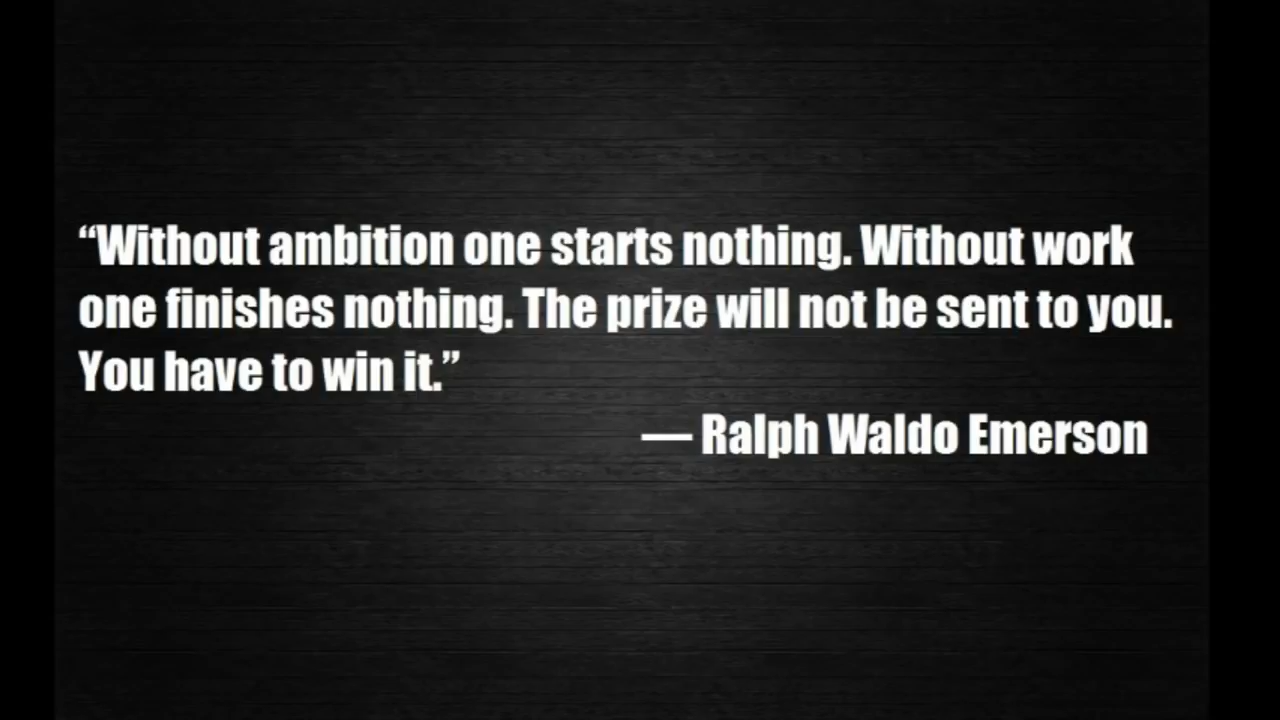 “Without ambition one starts nothing. Without work
one finishes nothing. The prize will not be sent to you.
You have to win it.”
— Ralph Waldo Emerson